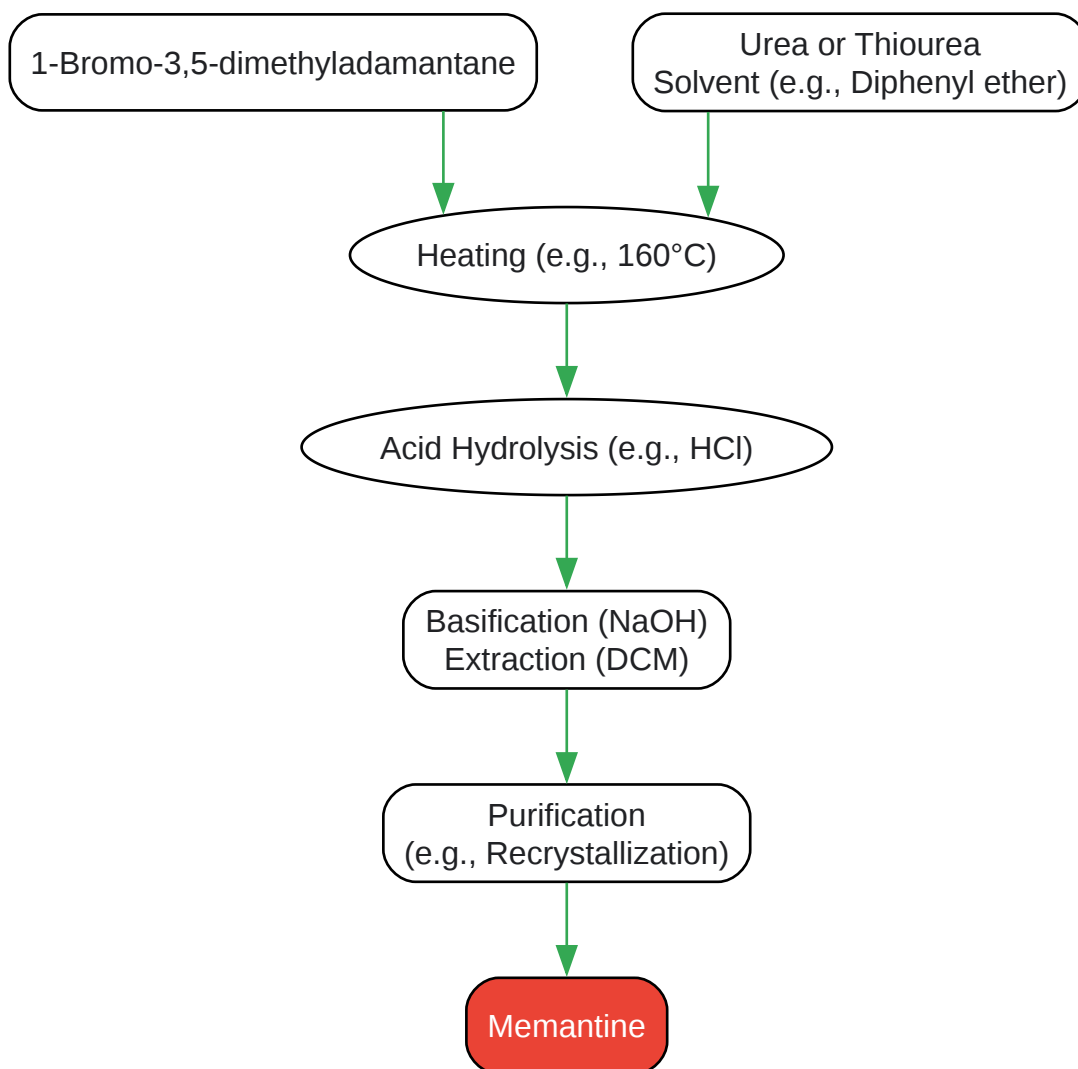 1-Bromo-3,5-dimethyladamantane
Urea or Thiourea
Solvent (e.g., Diphenyl ether)
Heating (e.g., 160°C)
Acid Hydrolysis (e.g., HCl)
Basification (NaOH)
Extraction (DCM)
Purification
(e.g., Recrystallization)
Memantine